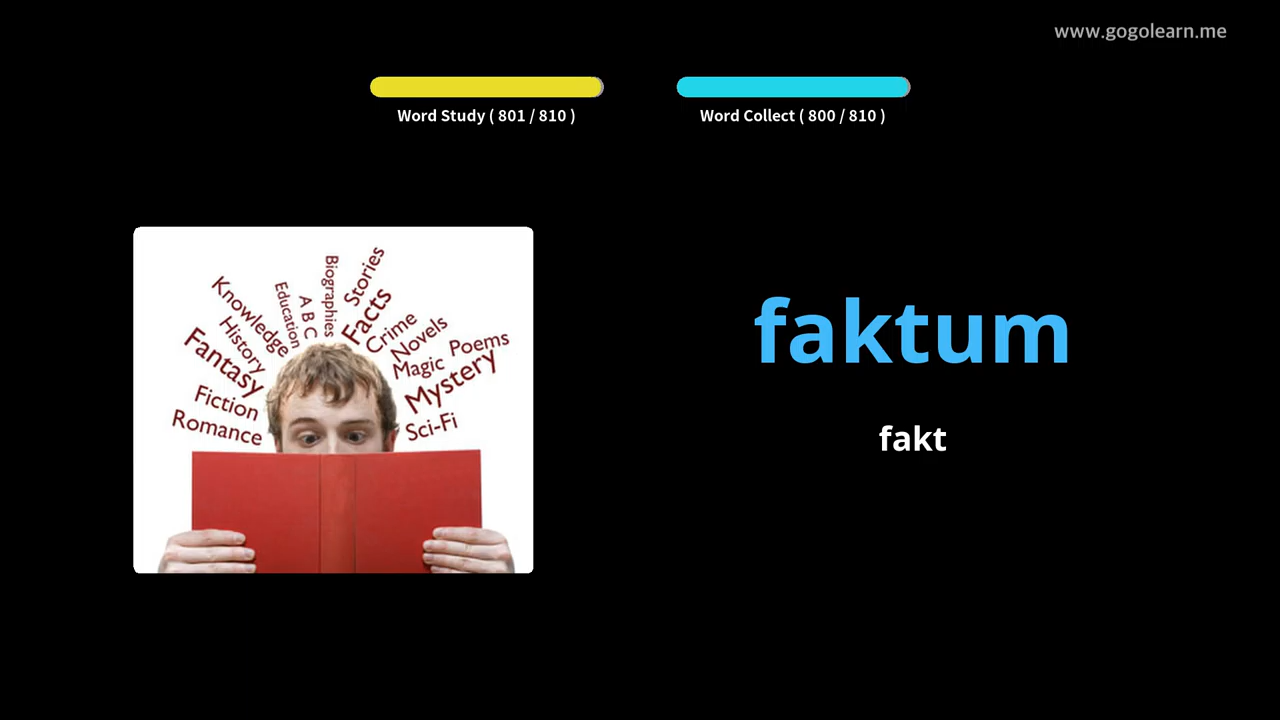 www.gogolearn.me
Word Study ( 801 / 810 )
Word Collect ( 800 / 810 )
Knowledge
Education
A B C
Biographies
Stories
Facts
Crime
Novels
Poems
History
Magic
Fantasy
Mystery
Fiction
Romance
Sci-Fi
faktum
fakt